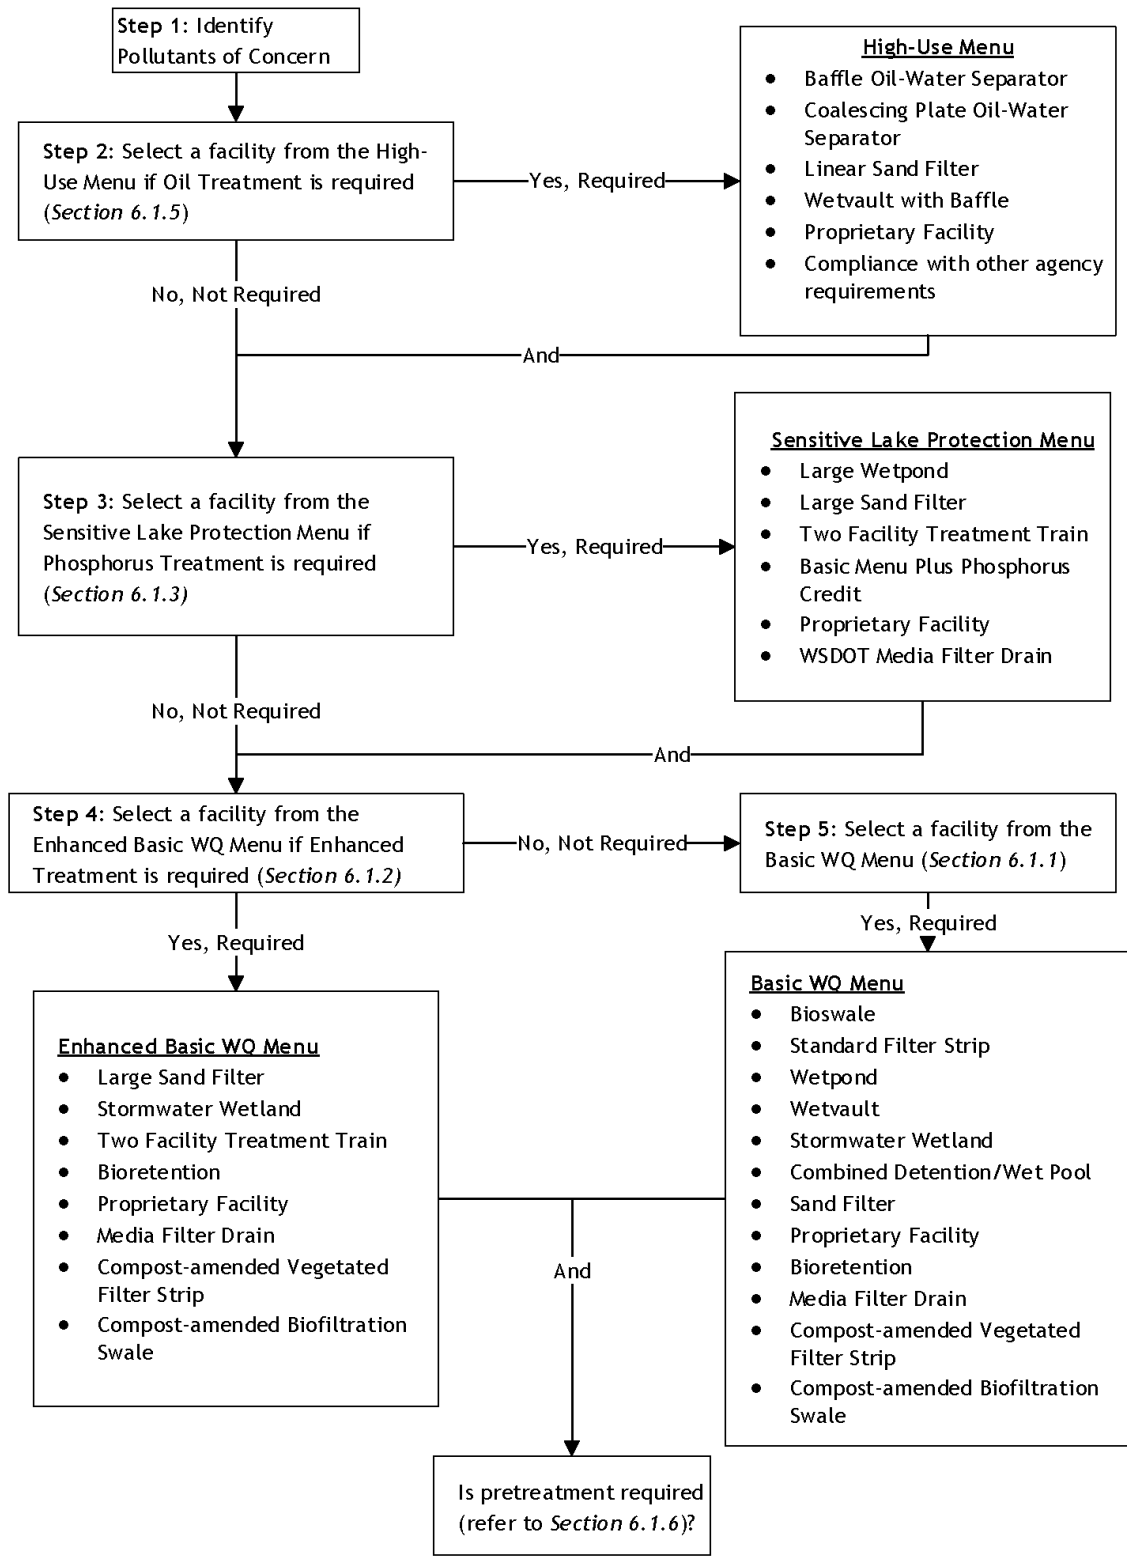 Step 1: Identify
Pollutants of Concern
High-Use Menu
● Baffle Oil-Water Separator
● Coalescing Plate Oil-Water
Separator
● Linear Sand Filter
● Wetvault with Baffle
● Proprietary Facility
● Compliance with other agency
requirements
Step 2: Select a facility from the High-
Use Menu if Oil Treatment is required
(Section 6.1.5)
Yes, Required
No, Not Required
And
Sensitive Lake Protection Menu
● Large Wetpond
● Large Sand Filter
● Two Facility Treatment Train
● Basic Menu Plus Phosphorus
Credit
● Proprietary Facility
● WSDOT Media Filter Drain
Step 3: Select a facility from the
Sensitive Lake Protection Menu if
Phosphorus Treatment is required
(Section 6.1.3)
Yes, Required
No, Not Required
And
Step 4: Select a facility from the
Enhanced Basic WQ Menu if Enhanced
Treatment is required (Section 6.1.2)
No, Not Required
Step 5: Select a facility from the
Basic WQ Menu (Section 6.1.1)
Yes, Required
Yes, Required
Enhanced Basic WQ Menu
● Large Sand Filter
● Stormwater Wetland
● Two Facility Treatment Train
● Bioretention
● Proprietary Facility
● Media Filter Drain
● Compost-amended Vegetated
Filter Strip
● Compost-amended Biofiltration
Swale
Basic WQ Menu
● Bioswale
● Standard Filter Strip
● Wetpond
● Wetvault
● Stormwater Wetland
● Combined Detention/Wet Pool
● Sand Filter
● Proprietary Facility
● Bioretention
● Media Filter Drain
● Compost-amended Vegetated
Filter Strip
● Compost-amended Biofiltration
Swale
And
Is pretreatment required
(refer to Section 6.1.6)?